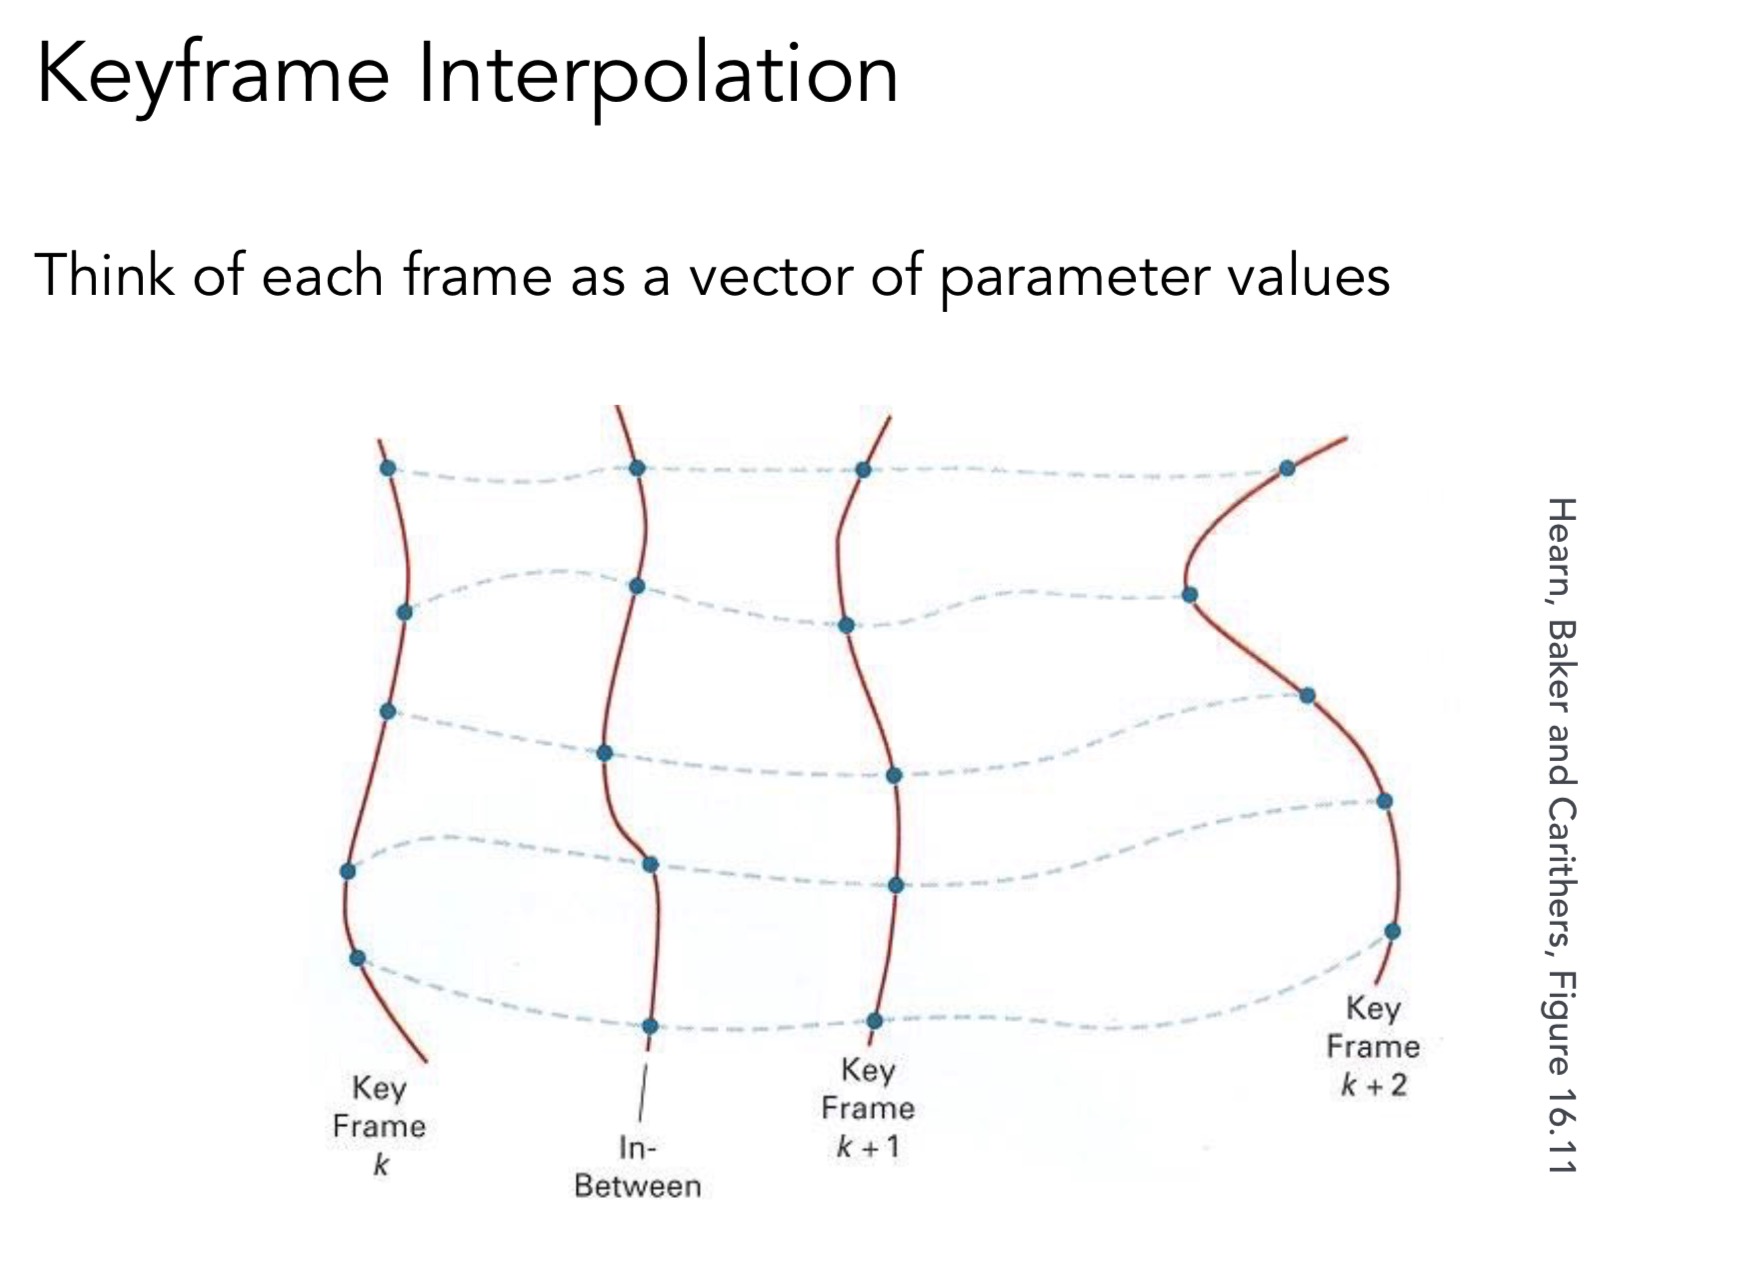 Keyframe Interpolation
Think of each frame as a vector of parameter values
Key
Frame
k
In-
Between
Key
Frame
k + 1
Key
Frame
k + 2
Hearn, Baker and Carithers, Figure 16.11